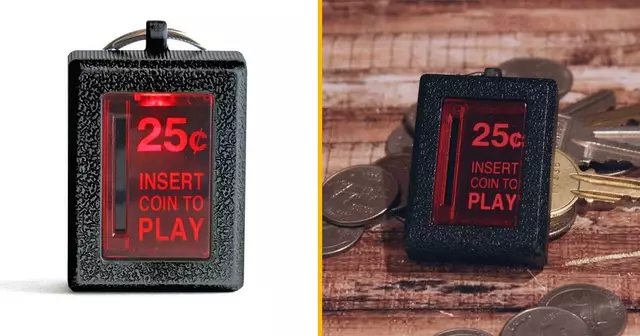 25¢
INSERT
COIN TO
PLAY
25¢
INSERT
COIN TO
PLAY